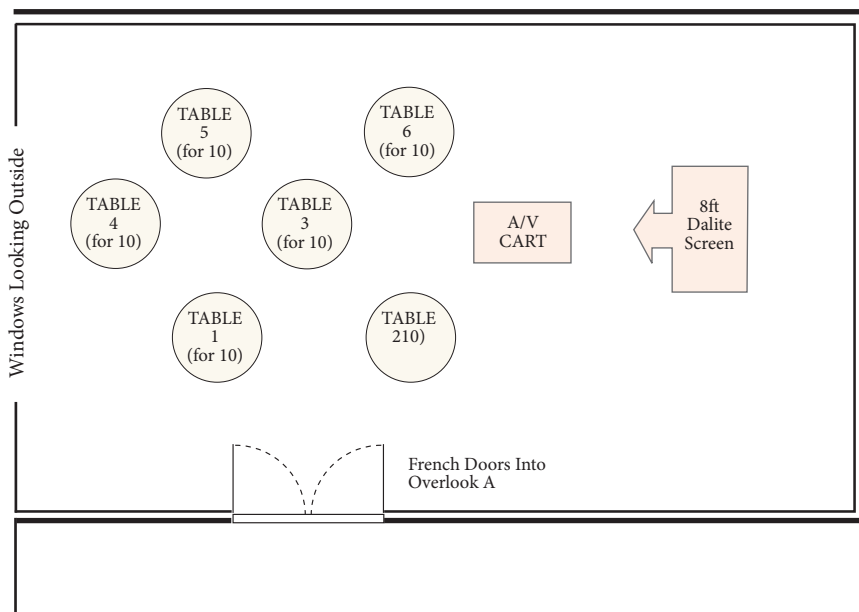 Windows Looking Outside
TABLE
5
(for 10)
TABLE
6
(for 10)
TABLE
4
(for 10)
TABLE
3
(for 10)
A/V
CART
8ft
Dalite
Screen
TABLE
1
(for 10)
TABLE
210)
French Doors Into
Overlook A